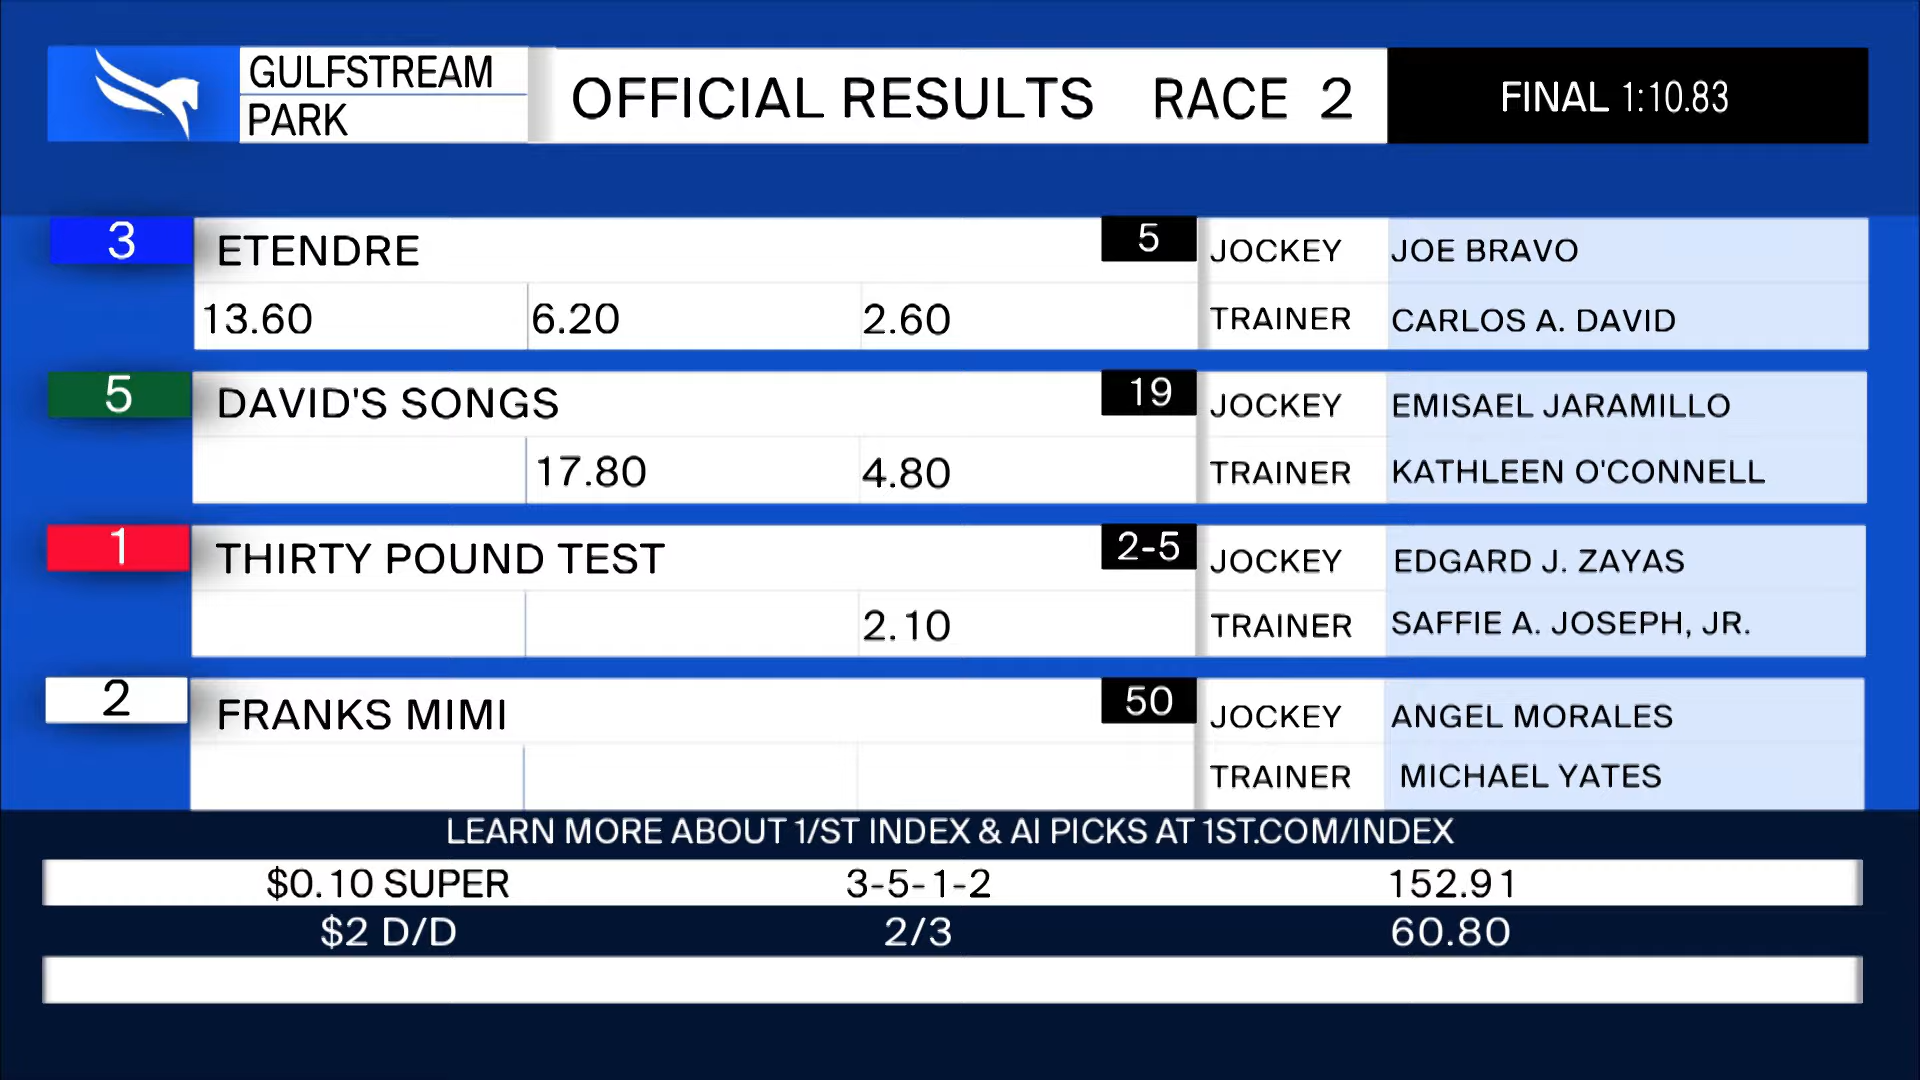 GULFSTREAM
PARK
OFFICIAL RESULTS RACE 2
FINAL 1:10.83
3 ETENDRE 5 JOCKEY JOE BRAVO
13.60 6.20 2.60 TRAINER CARLOS A. DAVID
5 DAVID'S SONGS 19 JOCKEY EMISAEL JARAMILLO
17.80 4.80 TRAINER KATHLEEN O'CONNELL
1 THIRTY POUND TEST 2-5 JOCKEY EDGARD J. ZAYAS
2.10 TRAINER SAFFIE A. JOSEPH, JR.
2 FRANKS MIMI 50 JOCKEY ANGEL MORALES
TRAINER MICHAEL YATES
LEARN MORE ABOUT 1/ST INDEX & AI PICKS AT 1ST.COM/INDEX
$0.10 SUPER 3-5-1-2 152.91
$2 D/D 2/3 60.80